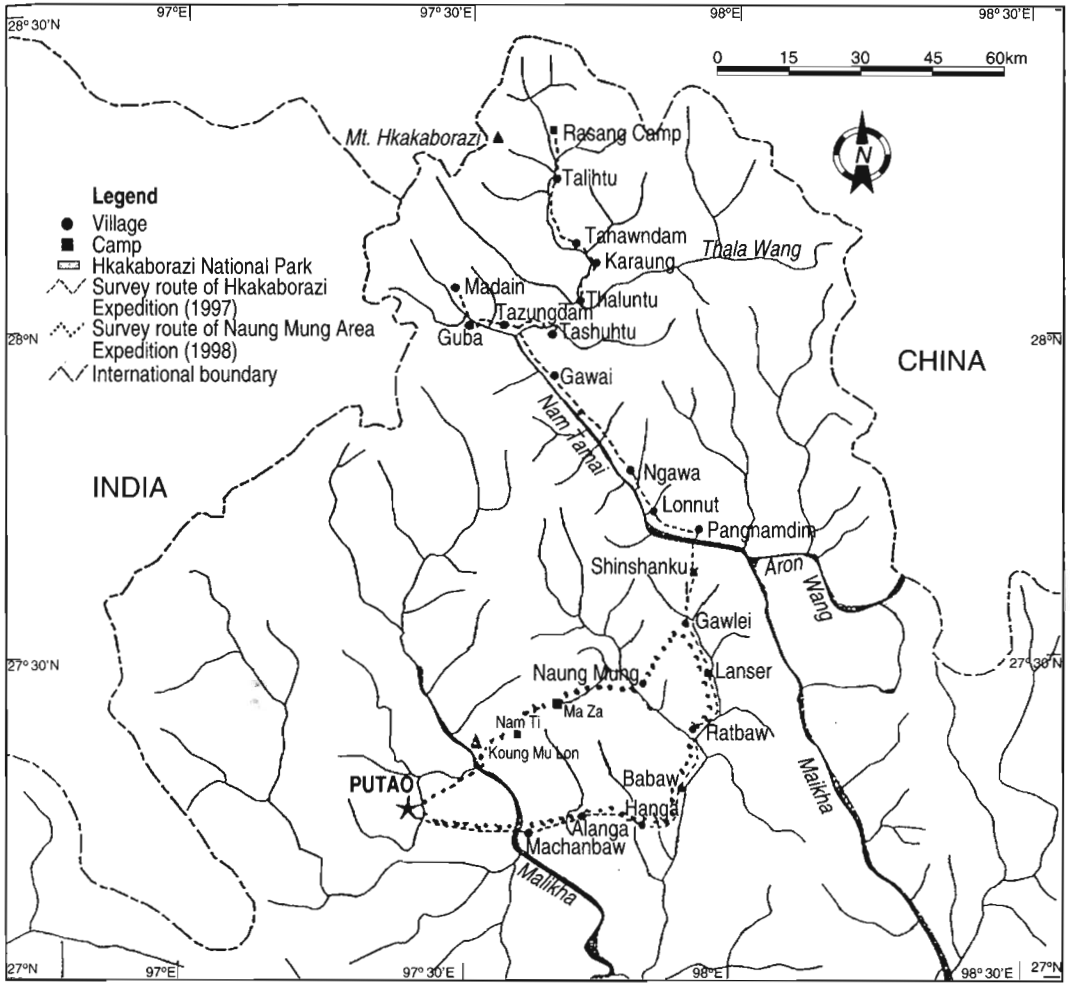 97°E
97° 30'E
98°E
98° 30'E
28° 30'N
0 15 30 45 60km
Mt. Hkakaborazi
Rasang Camp
N
Talihtu
Legend
Village
Camp
Hkakaborazi National Park
Survey route of Hkakaborazi
Expedition (1997)
Survey route of Naung Mung Area
Expedition (1998)
International boundary
Tahawndam
Karaung
Thala Wang
Madain
Thaluntu
Tazungdam
Guba
Tashuhtu
28°N
28°N
CHINA
Gawai
Nam Tamai
INDIA
Ngawa
Lonnut
Pangnamdim
Shinshanku
Aron
Wang
Gawlei
27° 30'N
27° 30'N
Naung Mung
Lanser
Ma Za
Nam Ti
Koung Mu Lon
Ratbaw
PUTAO
Babaw
Hanga
Maikha
Alanga
Machanbaw
Malikha
27°N
97°E
97° 30'E
98°E
98° 30'E
27°N